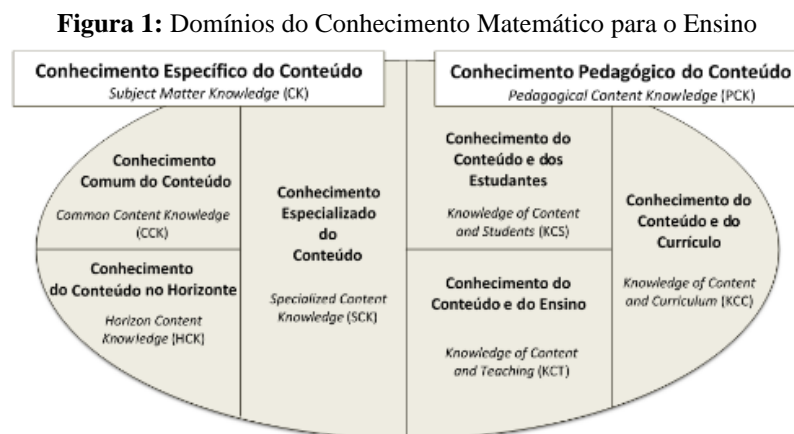 Figura 1: Domínios do Conhecimento Matemático para o Ensino
Conhecimento Específico do Conteúdo
Subject Matter Knowledge (CK)
Conhecimento Pedagógico do Conteúdo
Pedagogical Content Knowledge (PCK)
Conhecimento
Comum do Conteúdo
Common Content Knowledge
(CCK)
Conhecimento
do Conteúdo no Horizonte
Horizon Content
Knowledge (HCK)
Conhecimento
Especializado
do
Conteúdo
Specialized Content
Knowledge (SCK)
Conhecimento do
Conteúdo e dos
Estudantes
Knowledge of Content
and Students (KCS)
Conhecimento do
Conteúdo e do Ensino
Knowledge of Content
and Teaching (KCT)
Conhecimento do
Conteúdo e do
Currículo
Knowledge of Content
and Curriculum (KCC)